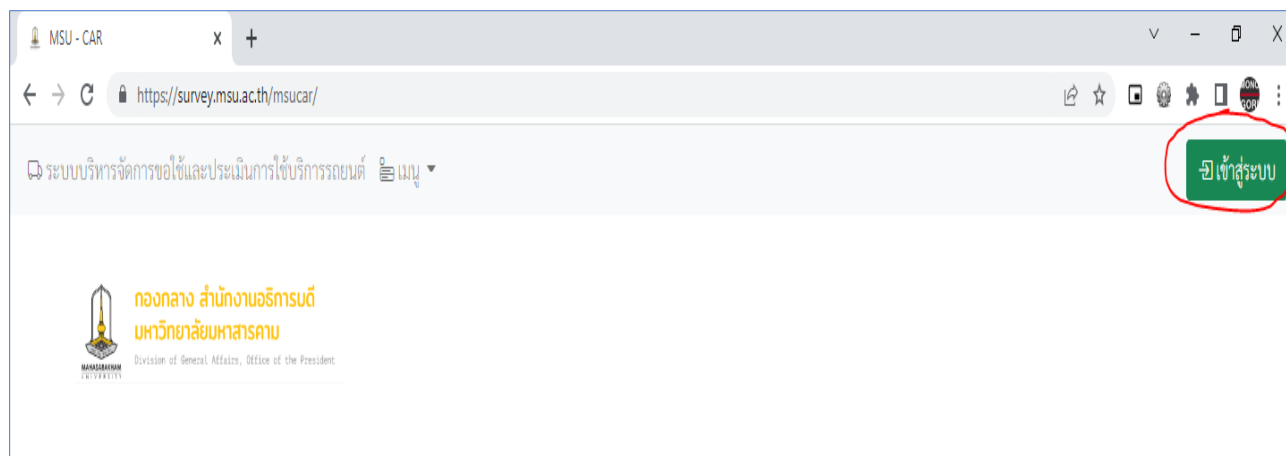 MSU - CAR
https://survey.msu.ac.th/msucar/
ระบบบริหารจัดการขอใช้และประเมินการใช้บริการรถยนต์ เมนู
เข้าสู่ระบบ
กองกลาง สำนักงานอธิการบดี
มหาวิทยาลัยมหาสารคาม
Division of General Affairs, Office of the President
MAHASARAKHAM
UNIVERSITY